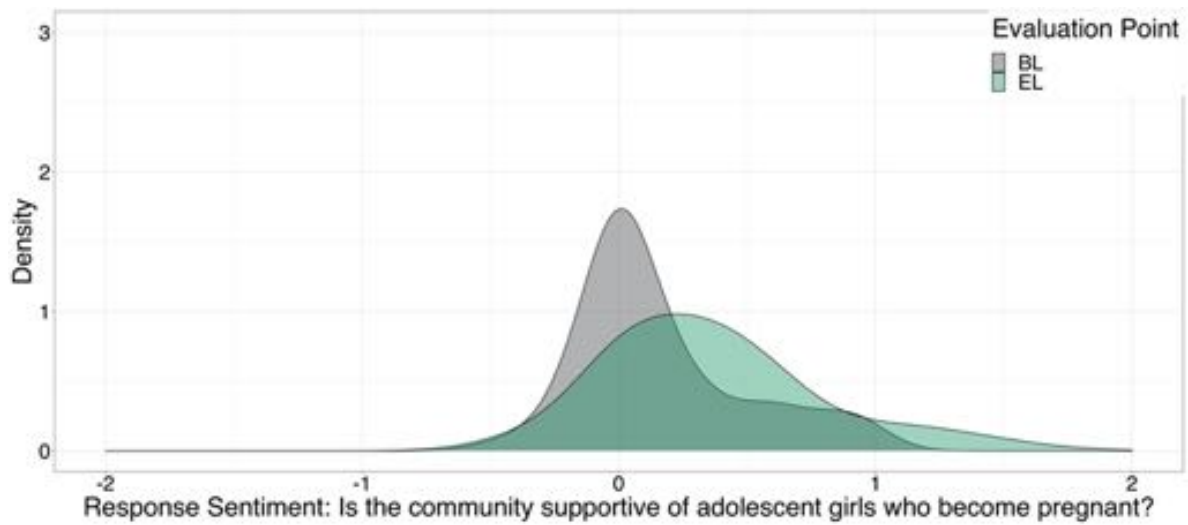 Evaluation Point
BL
EL
3
2
1
0
Density
-2 -1 0 1 2
Response Sentiment: Is the community supportive of adolescent girls who become pregnant?